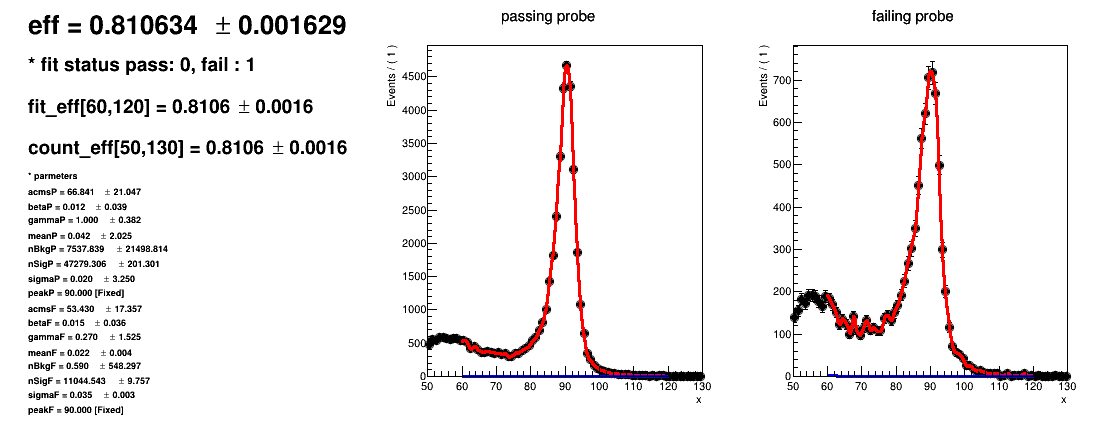 eff = 0.810634 ± 0.001629
* fit status pass: 0, fail : 1
fit_eff[60,120] = 0.8106 ± 0.0016
count_eff[50,130] = 0.8106 ± 0.0016
* parmeters
acmsP = 66.841 ± 21.047
betaP = 0.012 ± 0.039
gammaP = 1.000 ± 0.382
meanP = 0.042 ± 2.025
nBkgP = 7537.839 ± 21498.814
nSigP = 47279.306 ± 201.301
sigmaP = 0.020 ± 3.250
peakP = 90.000 [Fixed]
acmsF = 53.430 ± 17.357
betaF = 0.015 ± 0.036
gammaF = 0.270 ± 1.525
meanF = 0.022 ± 0.004
nBkgF = 0.590 ± 548.297
nSigF = 11044.543 ± 9.757
sigmaF = 0.035 ± 0.003
peakF = 90.000 [Fixed]
passing probe
Events / ( 1 )
4500
4000
3500
3000
2500
2000
1500
1000
500
0
50 60 70 80 90 100 110 120 130
x
failing probe
Events / ( 1 )
700
600
500
400
300
200
100
0
50 60 70 80 90 100 110 120 130
x